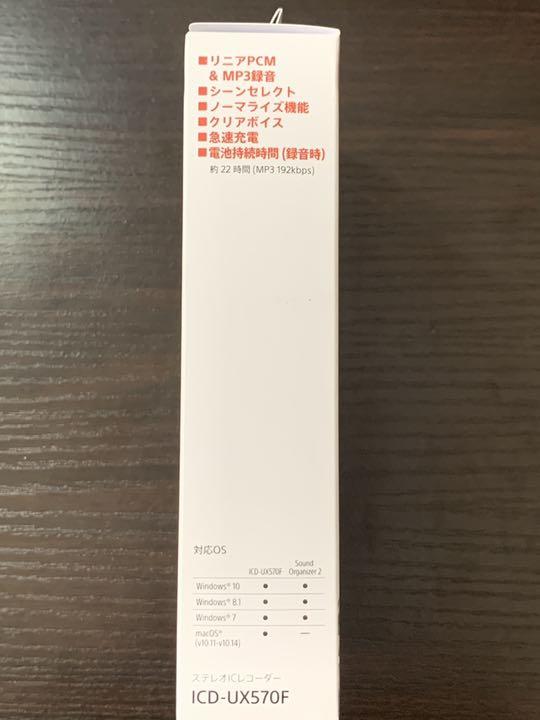 ■リニアPCM
& MP3録音
■シーンセレクト
■ノーマライズ機能
■クリアボイス
■急速充電
■電池持続時間 (録音時)
約 22 時間 (MP3 192kbps)
対応OS
ICD-UX570F Sound Organizer 2
Windows® 10 ● ●
Windows® 8.1 ● ●
Windows® 7 ● ●
macOS® ● —
(v10.11-v10.14)
ステレオICレコーダー
ICD-UX570F